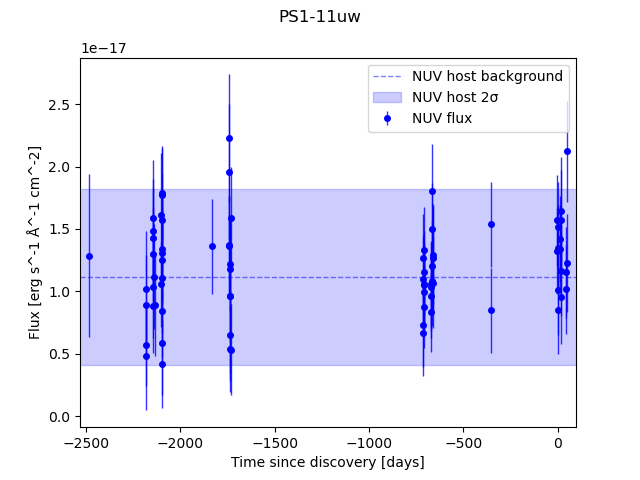 PS1-11uw
1e−17
NUV host background
NUV host 2σ
NUV flux
2.5
2.0
1.5
1.0
0.5
0.0
Flux [erg s^-1 Å^-1 cm^-2]
−2500 −2000 −1500 −1000 −500 0
Time since discovery [days]